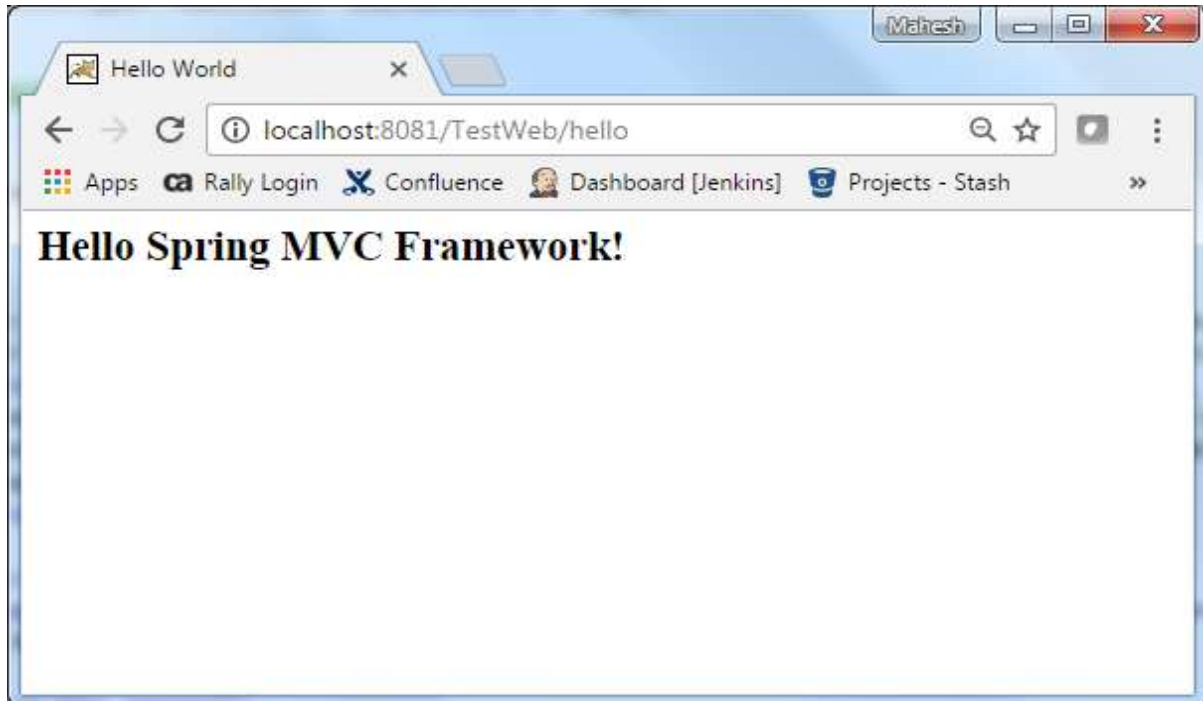 Mahesh
Hello World
localhost:8081/TestWeb/hello
Apps ca Rally Login Confluence Dashboard [Jenkins] Projects - Stash »
Hello Spring MVC Framework!